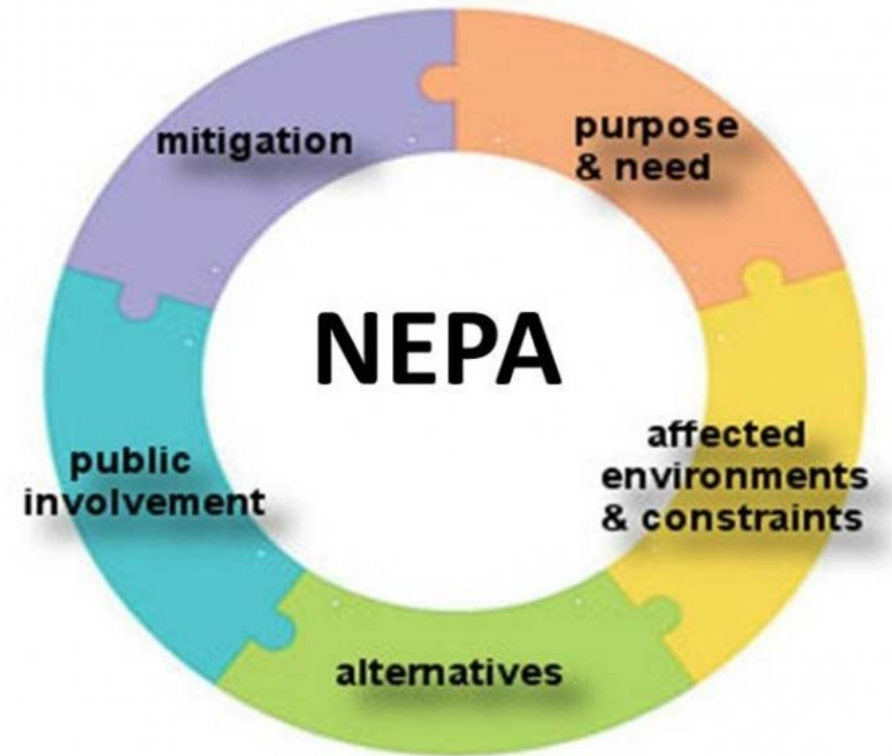 mitigation
purpose
& need
NEPA
affected
environments
& constraints
public
involvement
alternatives